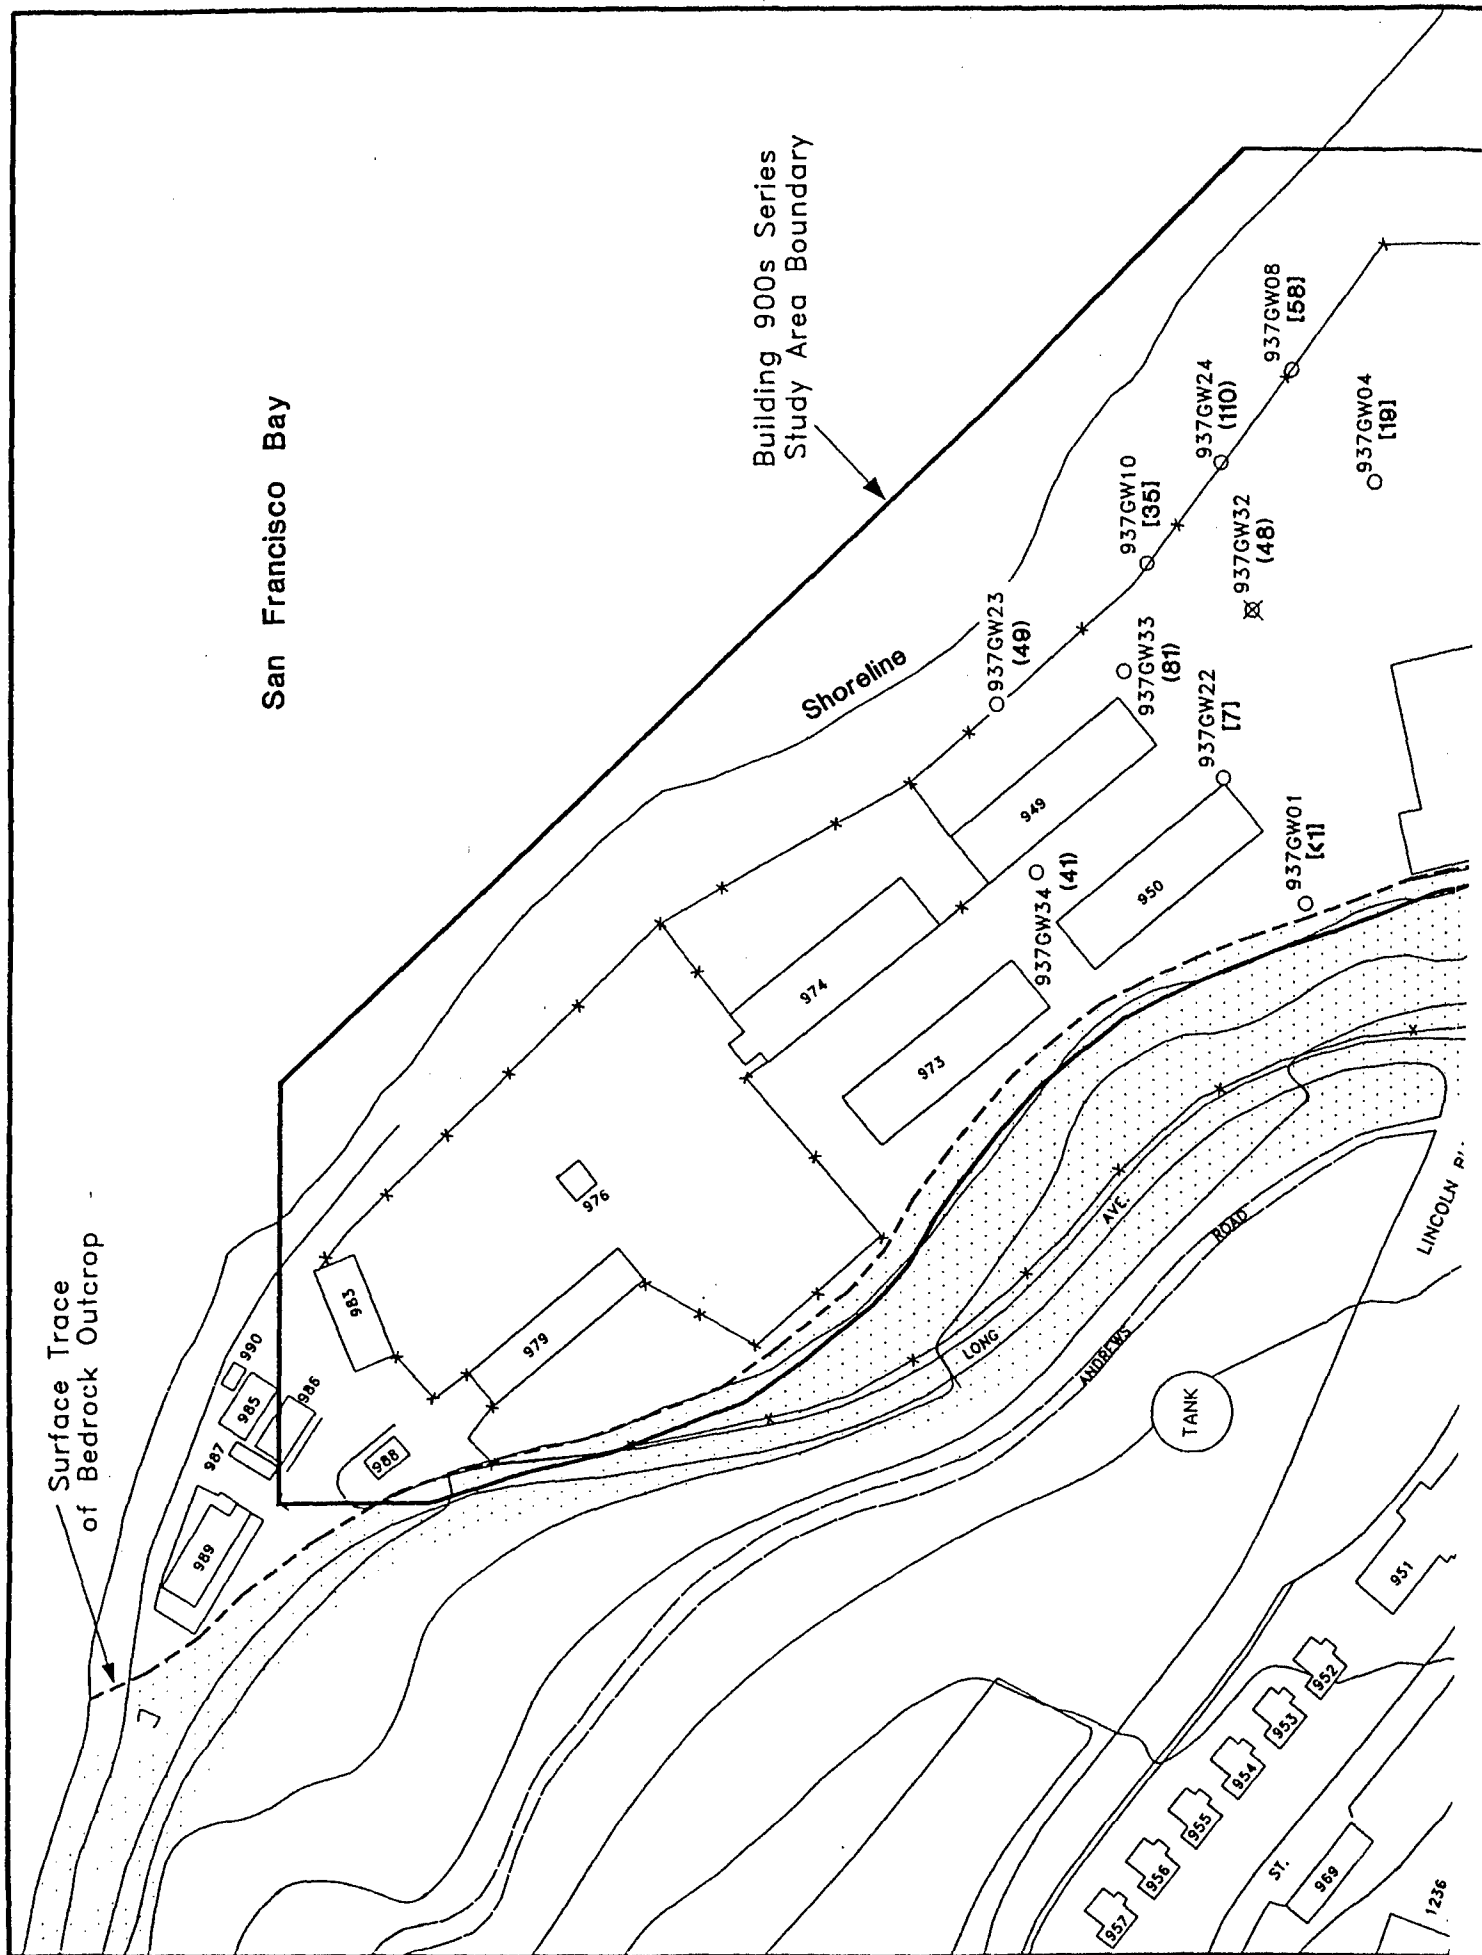 San Francisco Bay
Building 900s Series
Study Area Boundary
Surface Trace
of Bedrock Outcrop
Shoreline
937GW08
[58]
937GW24
(110)
937GW04
[19]
937GW10
[35]
937GW32
(48)
937GW23
(49)
937GW33
(81)
937GW22
[7]
937GW01
[<1]
937GW34
(41)
949
950
974
973
976
983
979
990
985
986
987
988
989
LONG
AVE.
ANDREWS
ROAD
LINCOLN
TANK
951
952
953
954
955
956
957
ST.
969
1236